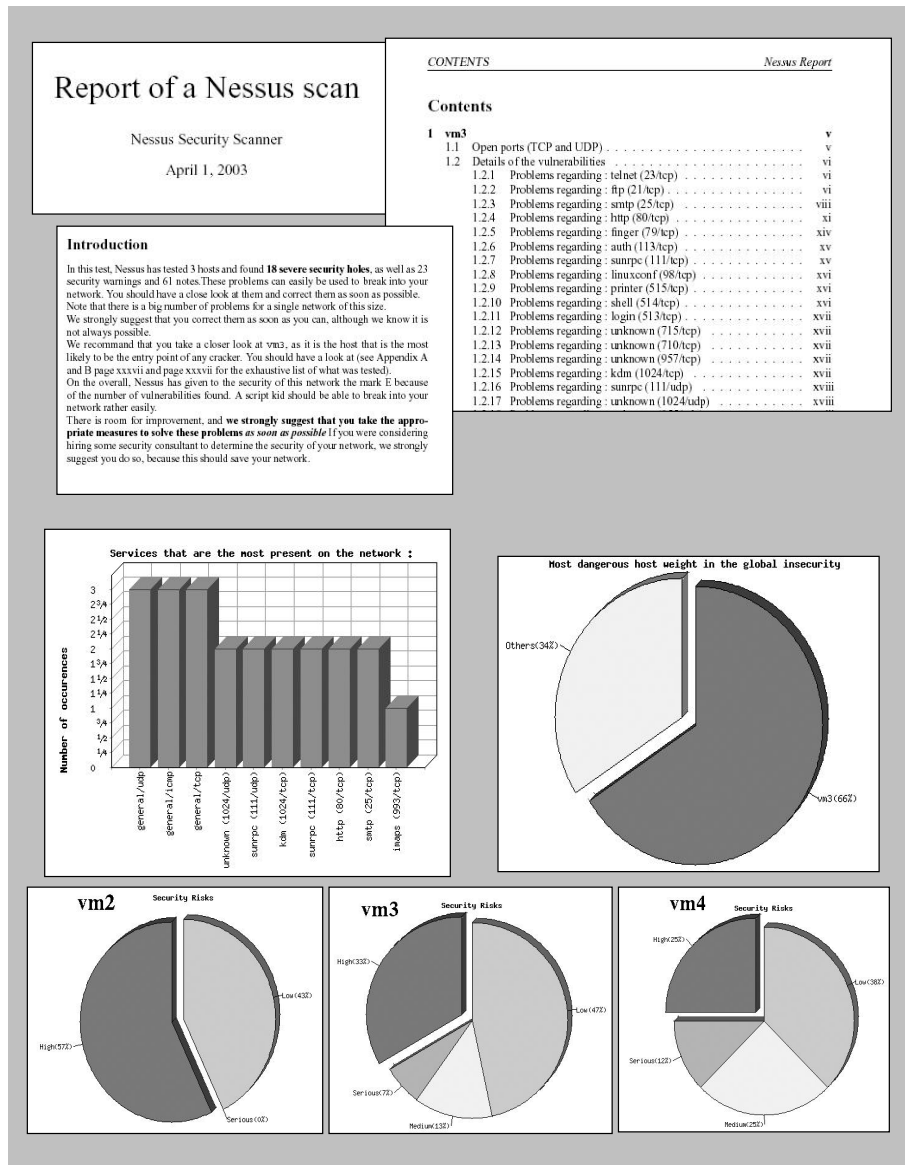 Report of a Nessus scan
Nessus Security Scanner
April 1, 2003
CONTENTS Nessus Report
Contents
1 vm3 v
1.1 Open ports (TCP and UDP) . . . . . . . . . . . . . . . . . . . . . . . v
1.2 Details of the vulnerabilities . . . . . . . . . . . . . . . . . . . . . . vi
1.2.1 Problems regarding : telnet (23/tcp) . . . . . . . . . . . . . vi
1.2.2 Problems regarding : ftp (21/tcp) . . . . . . . . . . . . . . . vi
1.2.3 Problems regarding : smtp (25/tcp) . . . . . . . . . . . . . viii
1.2.4 Problems regarding : http (80/tcp) . . . . . . . . . . . . . . xi
1.2.5 Problems regarding : finger (79/tcp) . . . . . . . . . . . . . xiv
1.2.6 Problems regarding : auth (113/tcp) . . . . . . . . . . . . . xv
1.2.7 Problems regarding : sunrpc (111/tcp) . . . . . . . . . . . . xv
1.2.8 Problems regarding : linuxconf (98/tcp) . . . . . . . . . . . xvi
1.2.9 Problems regarding : printer (515/tcp) . . . . . . . . . . . . xvi
1.2.10 Problems regarding : shell (514/tcp) . . . . . . . . . . . . . xvi
1.2.11 Problems regarding : login (513/tcp) . . . . . . . . . . . . . xvii
1.2.12 Problems regarding : unknown (715/tcp) . . . . . . . . . . xvii
1.2.13 Problems regarding : unknown (710/tcp) . . . . . . . . . . xvii
1.2.14 Problems regarding : unknown (957/tcp) . . . . . . . . . . xvii
1.2.15 Problems regarding : kdm (1024/tcp) . . . . . . . . . . . . xvii
1.2.16 Problems regarding : sunrpc (111/udp) . . . . . . . . . . . xviii
1.2.17 Problems regarding : unknown (1024/udp) . . . . . . . . . xviii
Introduction
In this test, Nessus has tested 3 hosts and found 18 severe security holes, as well as 23
security warnings and 61 notes.These problems can easily be used to break into your
network. You should have a close look at them and correct them as soon as possible.
Note that there is a big number of problems for a single network of this size.
We strongly suggest that you correct them as soon as you can, although we know it is
not always possible.
We recommand that you take a closer look at vm3, as it is the host that is the most
likely to be the entry point of any cracker. You should have a look at (see Appendix A
and B page xxxvii and page xxxvii for the exhaustive list of what was tested).
On the overall, Nessus has given to the security of this network the mark E because
of the number of vulnerabilities found. A script kid should be able to break into your
network rather easily.
There is room for improvement, and we strongly suggest that you take the appro-
priate measures to solve these problems as soon as possible If you were considering
hiring some security consultant to determine the security of your network, we strongly
suggest you do so, because this should save your network.
Services that are the most present on the network :
Number of occurences
3
2 3/4
2 1/2
2 1/4
2
1 3/4
1 1/2
1 1/4
1
3/4
1/2
1/4
0
general/udp
general/icmp
general/tcp
unknown (1024/udp)
sunrpc (111/udp)
kdm (1024/tcp)
sunrpc (111/tcp)
http (80/tcp)
smtp (25/tcp)
imaps (993/tcp)
Most dangerous host weight in the global insecurity
Others(34%)
vm3(66%)
vm2
Security Risks
Low(43%)
High(57%)
Serious(0%)
vm3
Security Risks
High(33%)
Low(47%)
Serious(7%)
Medium(13%)
vm4
Security Risks
High(25%)
Low(38%)
Serious(12%)
Medium(25%)